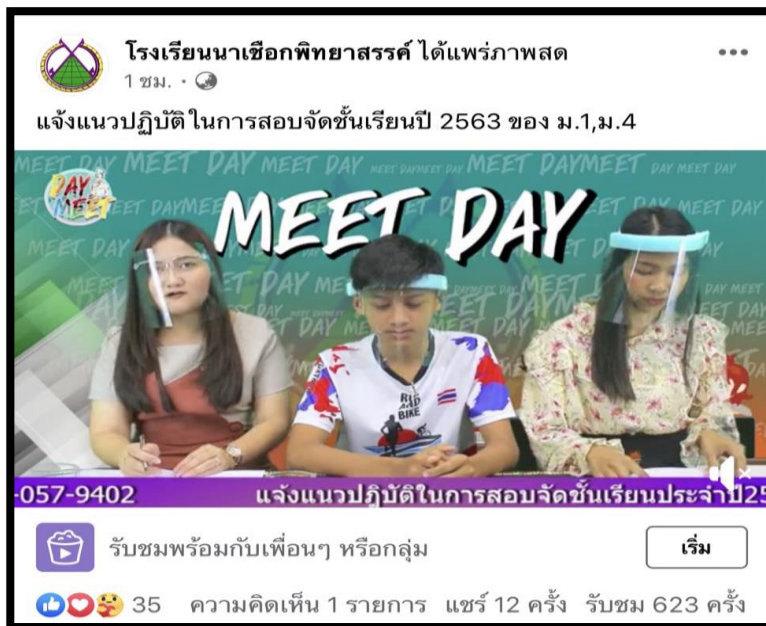 โรงเรียนนาเชือกพิทยาสรรค์ ได้แพร่ภาพสด
1 ชม.
แจ้งแนวปฏิบัติในการสอบจัดชั้นเรียนปี 2563 ของ ม.1,ม.4
MEET DAY
DAY MEET
RUN AND BIKE
-057-9402 แจ้งแนวปฏิบัติในการสอบจัดชั้นเรียนประจำปี25
รับชมพร้อมกับเพื่อนๆ หรือกลุ่ม
เริ่ม
35 ความคิดเห็น 1 รายการ แชร์ 12 ครั้ง รับชม 623 ครั้ง